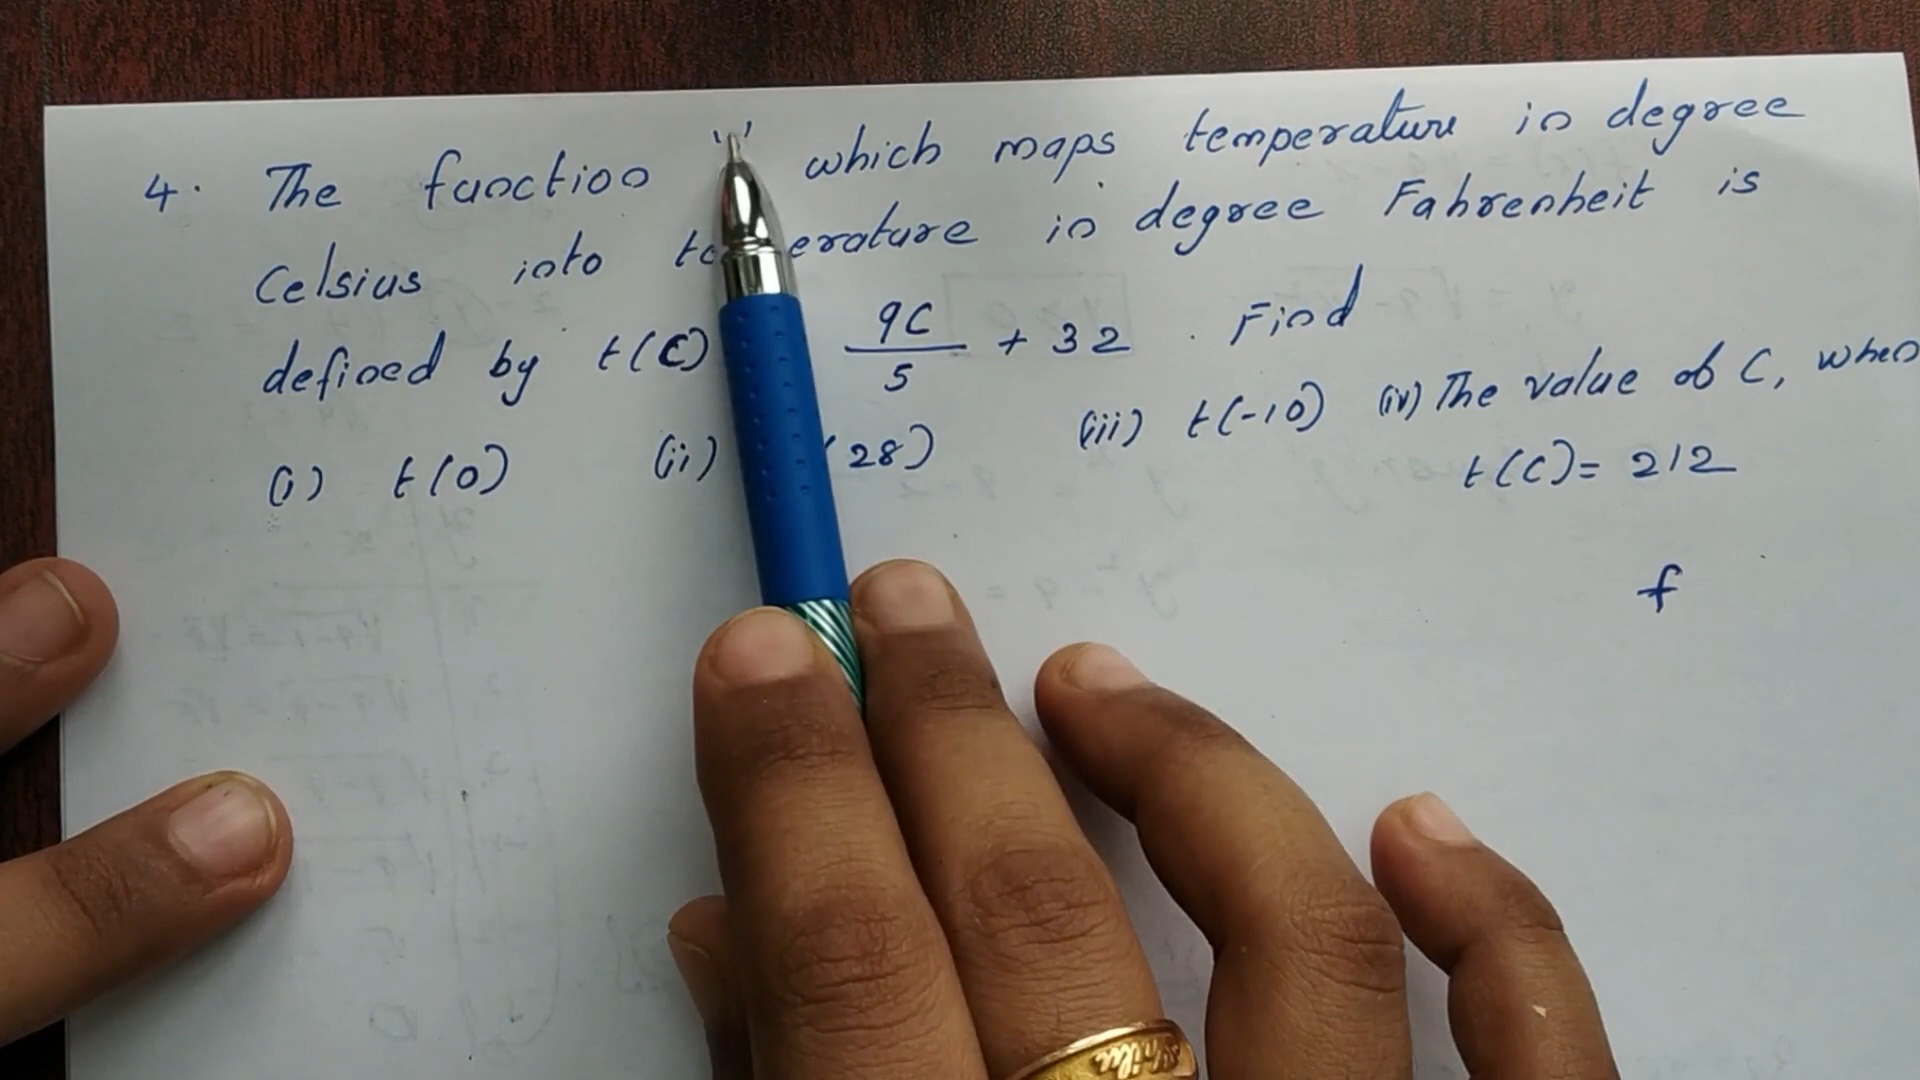 4. The function which maps temperature in degree
Celsius into erature in degree Fahrenheit is
defined by t(C) 9C/5 + 32 . Find
(i) t(0) (ii) (28) (iii) t(-10) (iv) The value of C, when
t(C) = 212
f